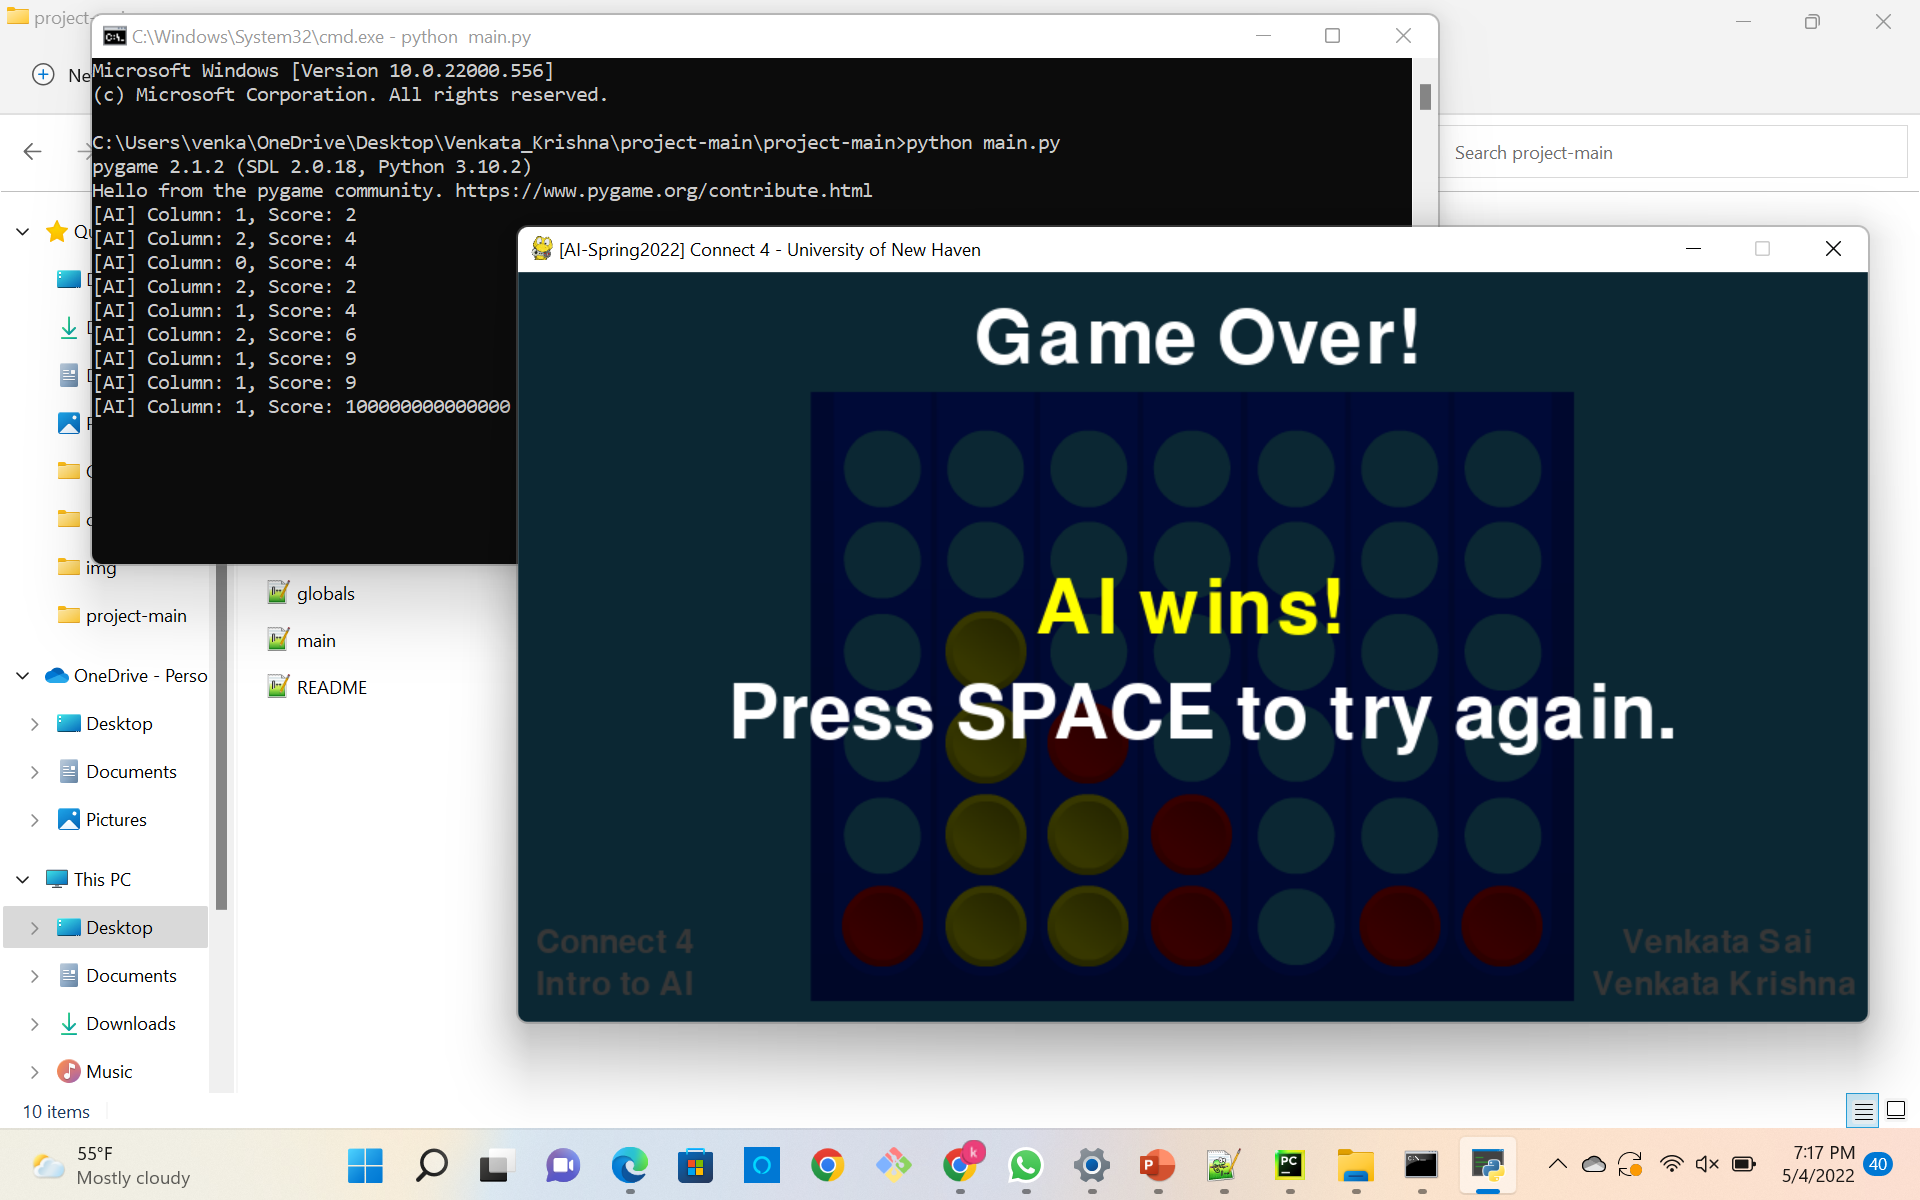 project-
C:\Windows\System32\cmd.exe - python main.py
Ne
Microsoft Windows [Version 10.0.22000.556]
(c) Microsoft Corporation. All rights reserved.
C:\Users\venka\OneDrive\Desktop\Venkata_Krishna\project-main\project-main>python main.py
pygame 2.1.2 (SDL 2.0.18, Python 3.10.2)
Hello from the pygame community. https://www.pygame.org/contribute.html
[AI] Column: 1, Score: 2
[AI] Column: 2, Score: 4
[AI] Column: 0, Score: 4
[AI] Column: 2, Score: 2
[AI] Column: 1, Score: 4
[AI] Column: 2, Score: 6
[AI] Column: 1, Score: 9
[AI] Column: 1, Score: 9
[AI] Column: 1, Score: 100000000000000
Search project-main
img
project-main
OneDrive - Perso
Desktop
Documents
Pictures
This PC
Desktop
Documents
Downloads
Music
10 items
globals
main
README
[AI-Spring2022] Connect 4 - University of New Haven
Game Over!
AI wins!
Press SPACE to try again.
Connect 4
Intro to AI
Venkata Sai
Venkata Krishna
55°F
Mostly cloudy
k
P
PC
7:17 PM
5/4/2022
40